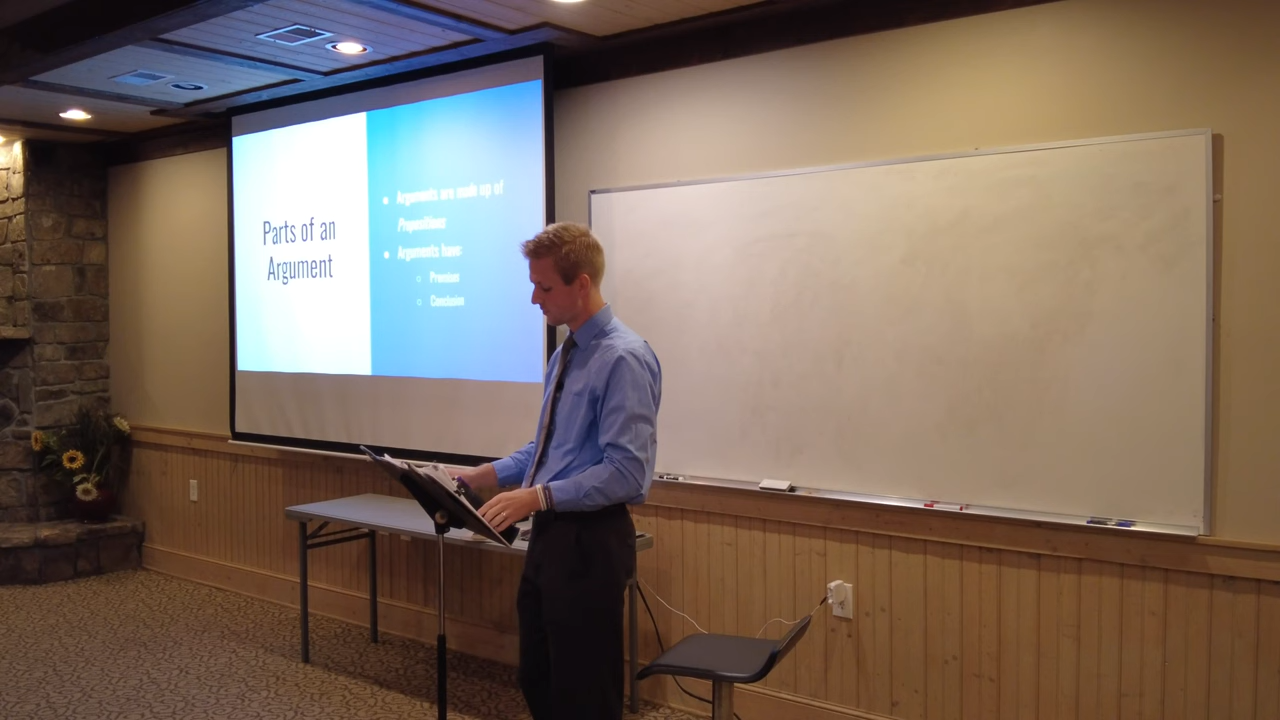 Parts of an
Argument
Arguments are made up of
Propositions
Arguments have:
Premises
Conclusion